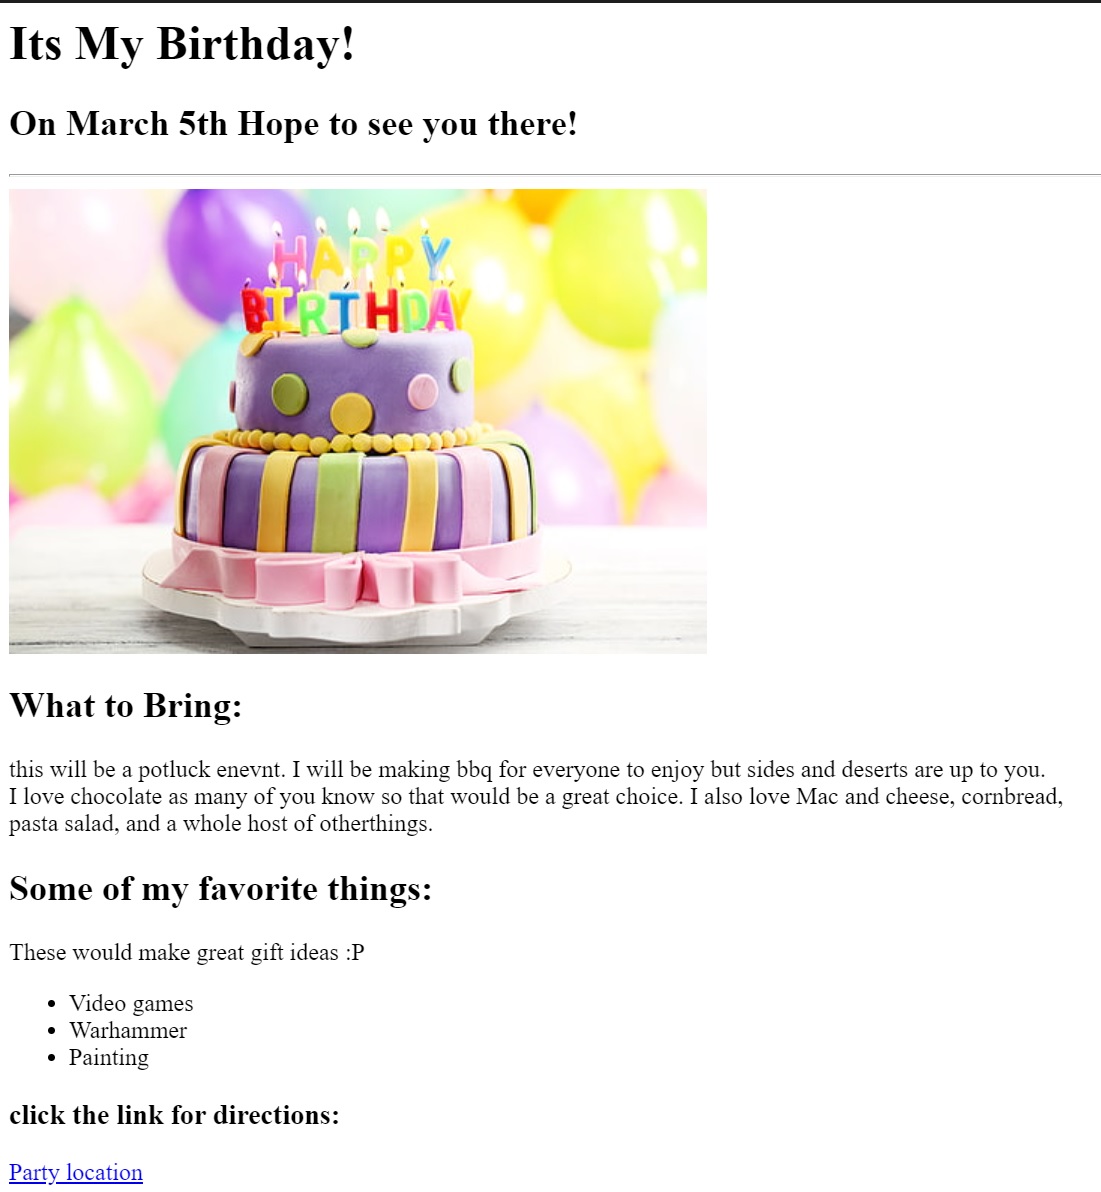 Its My Birthday!
On March 5th Hope to see you there!
HAPPY
BIRTHDAY
What to Bring:
this will be a potluck enevnt. I will be making bbq for everyone to enjoy but sides and deserts are up to you.
I love chocolate as many of you know so that would be a great choice. I also love Mac and cheese, cornbread,
pasta salad, and a whole host of otherthings.
Some of my favorite things:
These would make great gift ideas :P
• Video games
• Warhammer
• Painting
click the link for directions:
Party location